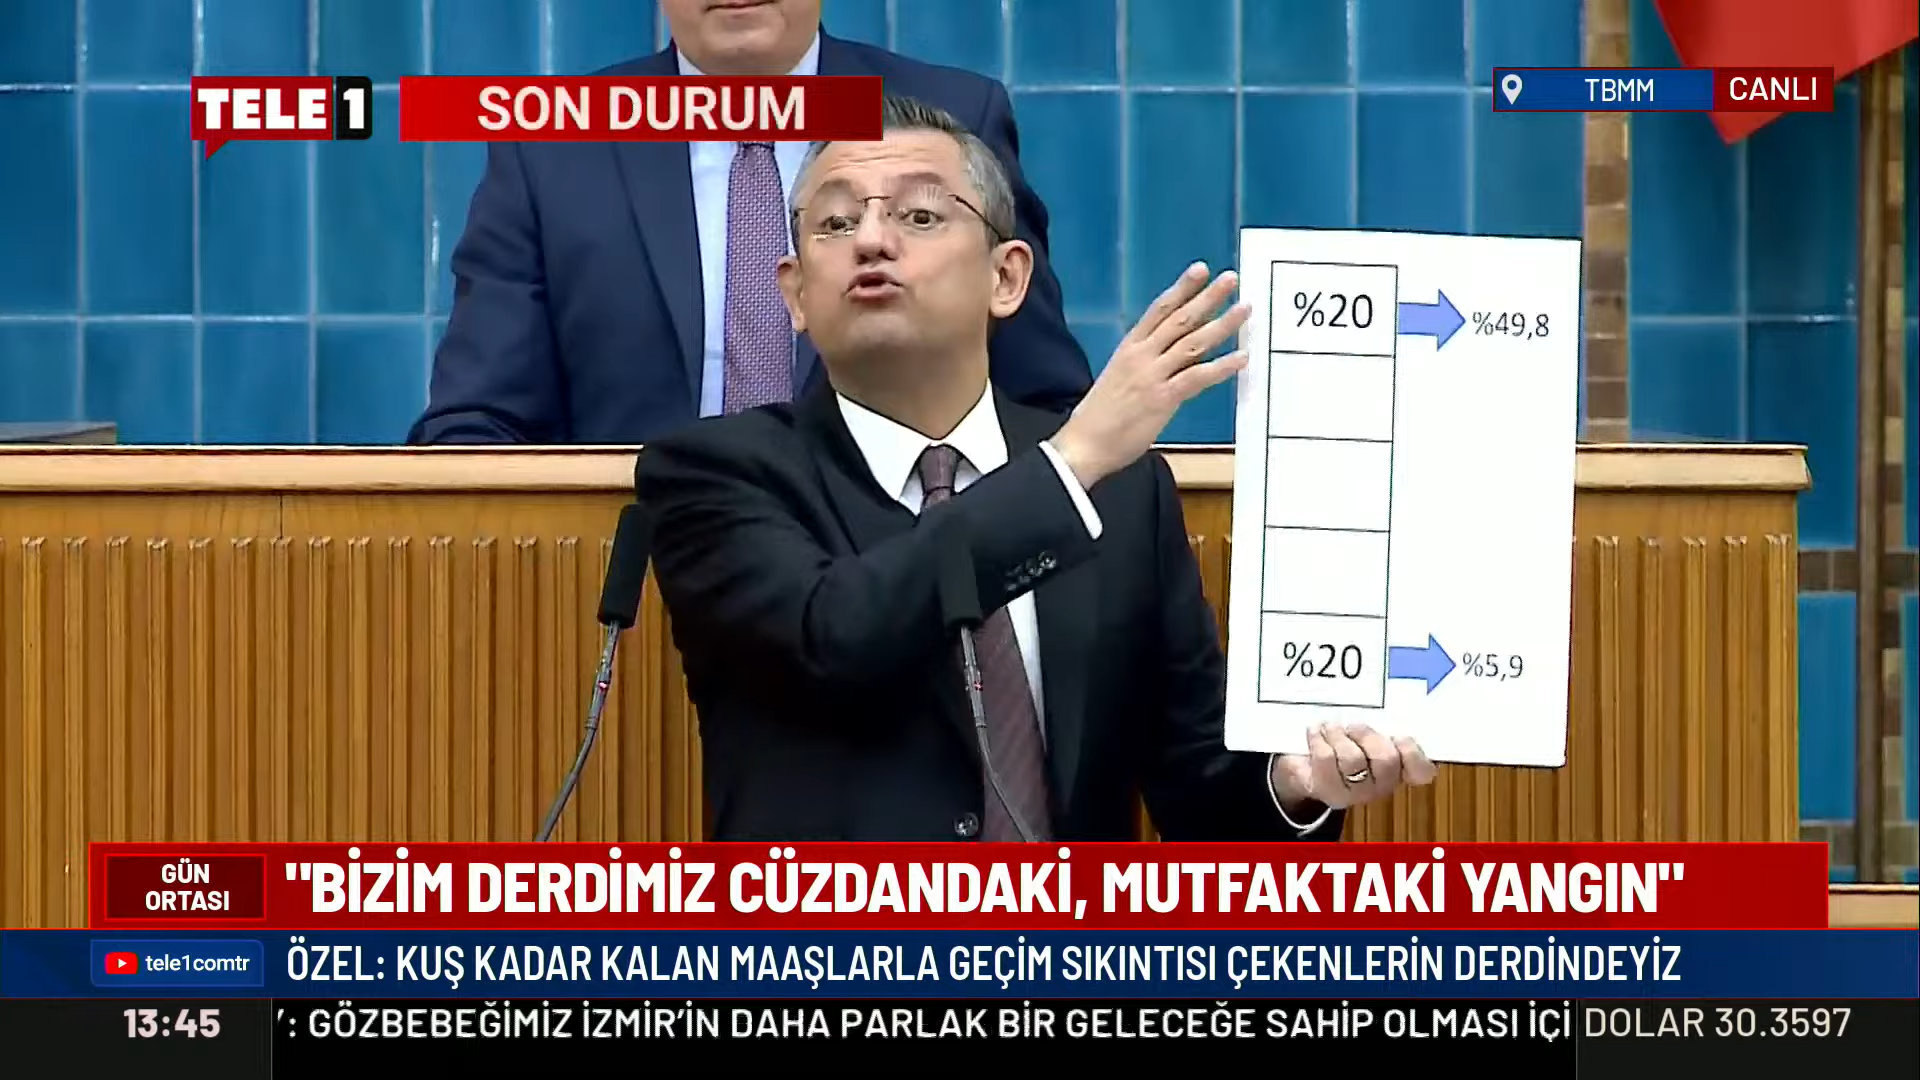 TELE 1
SON DURUM
TBMM
CANLI
%20
%49,8
%20
%5,9
GÜN
ORTASI
"BİZİM DERDİMİZ CÜZDANDAKİ, MUTFAKTAKİ YANGIN"
tele1comtr
ÖZEL: KUŞ KADAR KALAN MAAŞLARLA GEÇİM SIKINTISI ÇEKENLERİN DERDİNDEYİZ
13:45
: GÖZBEBEĞİMİZ İZMİR'İN DAHA PARLAK BİR GELECEĞE SAHİP OLMASI İÇİ
DOLAR 30.3597